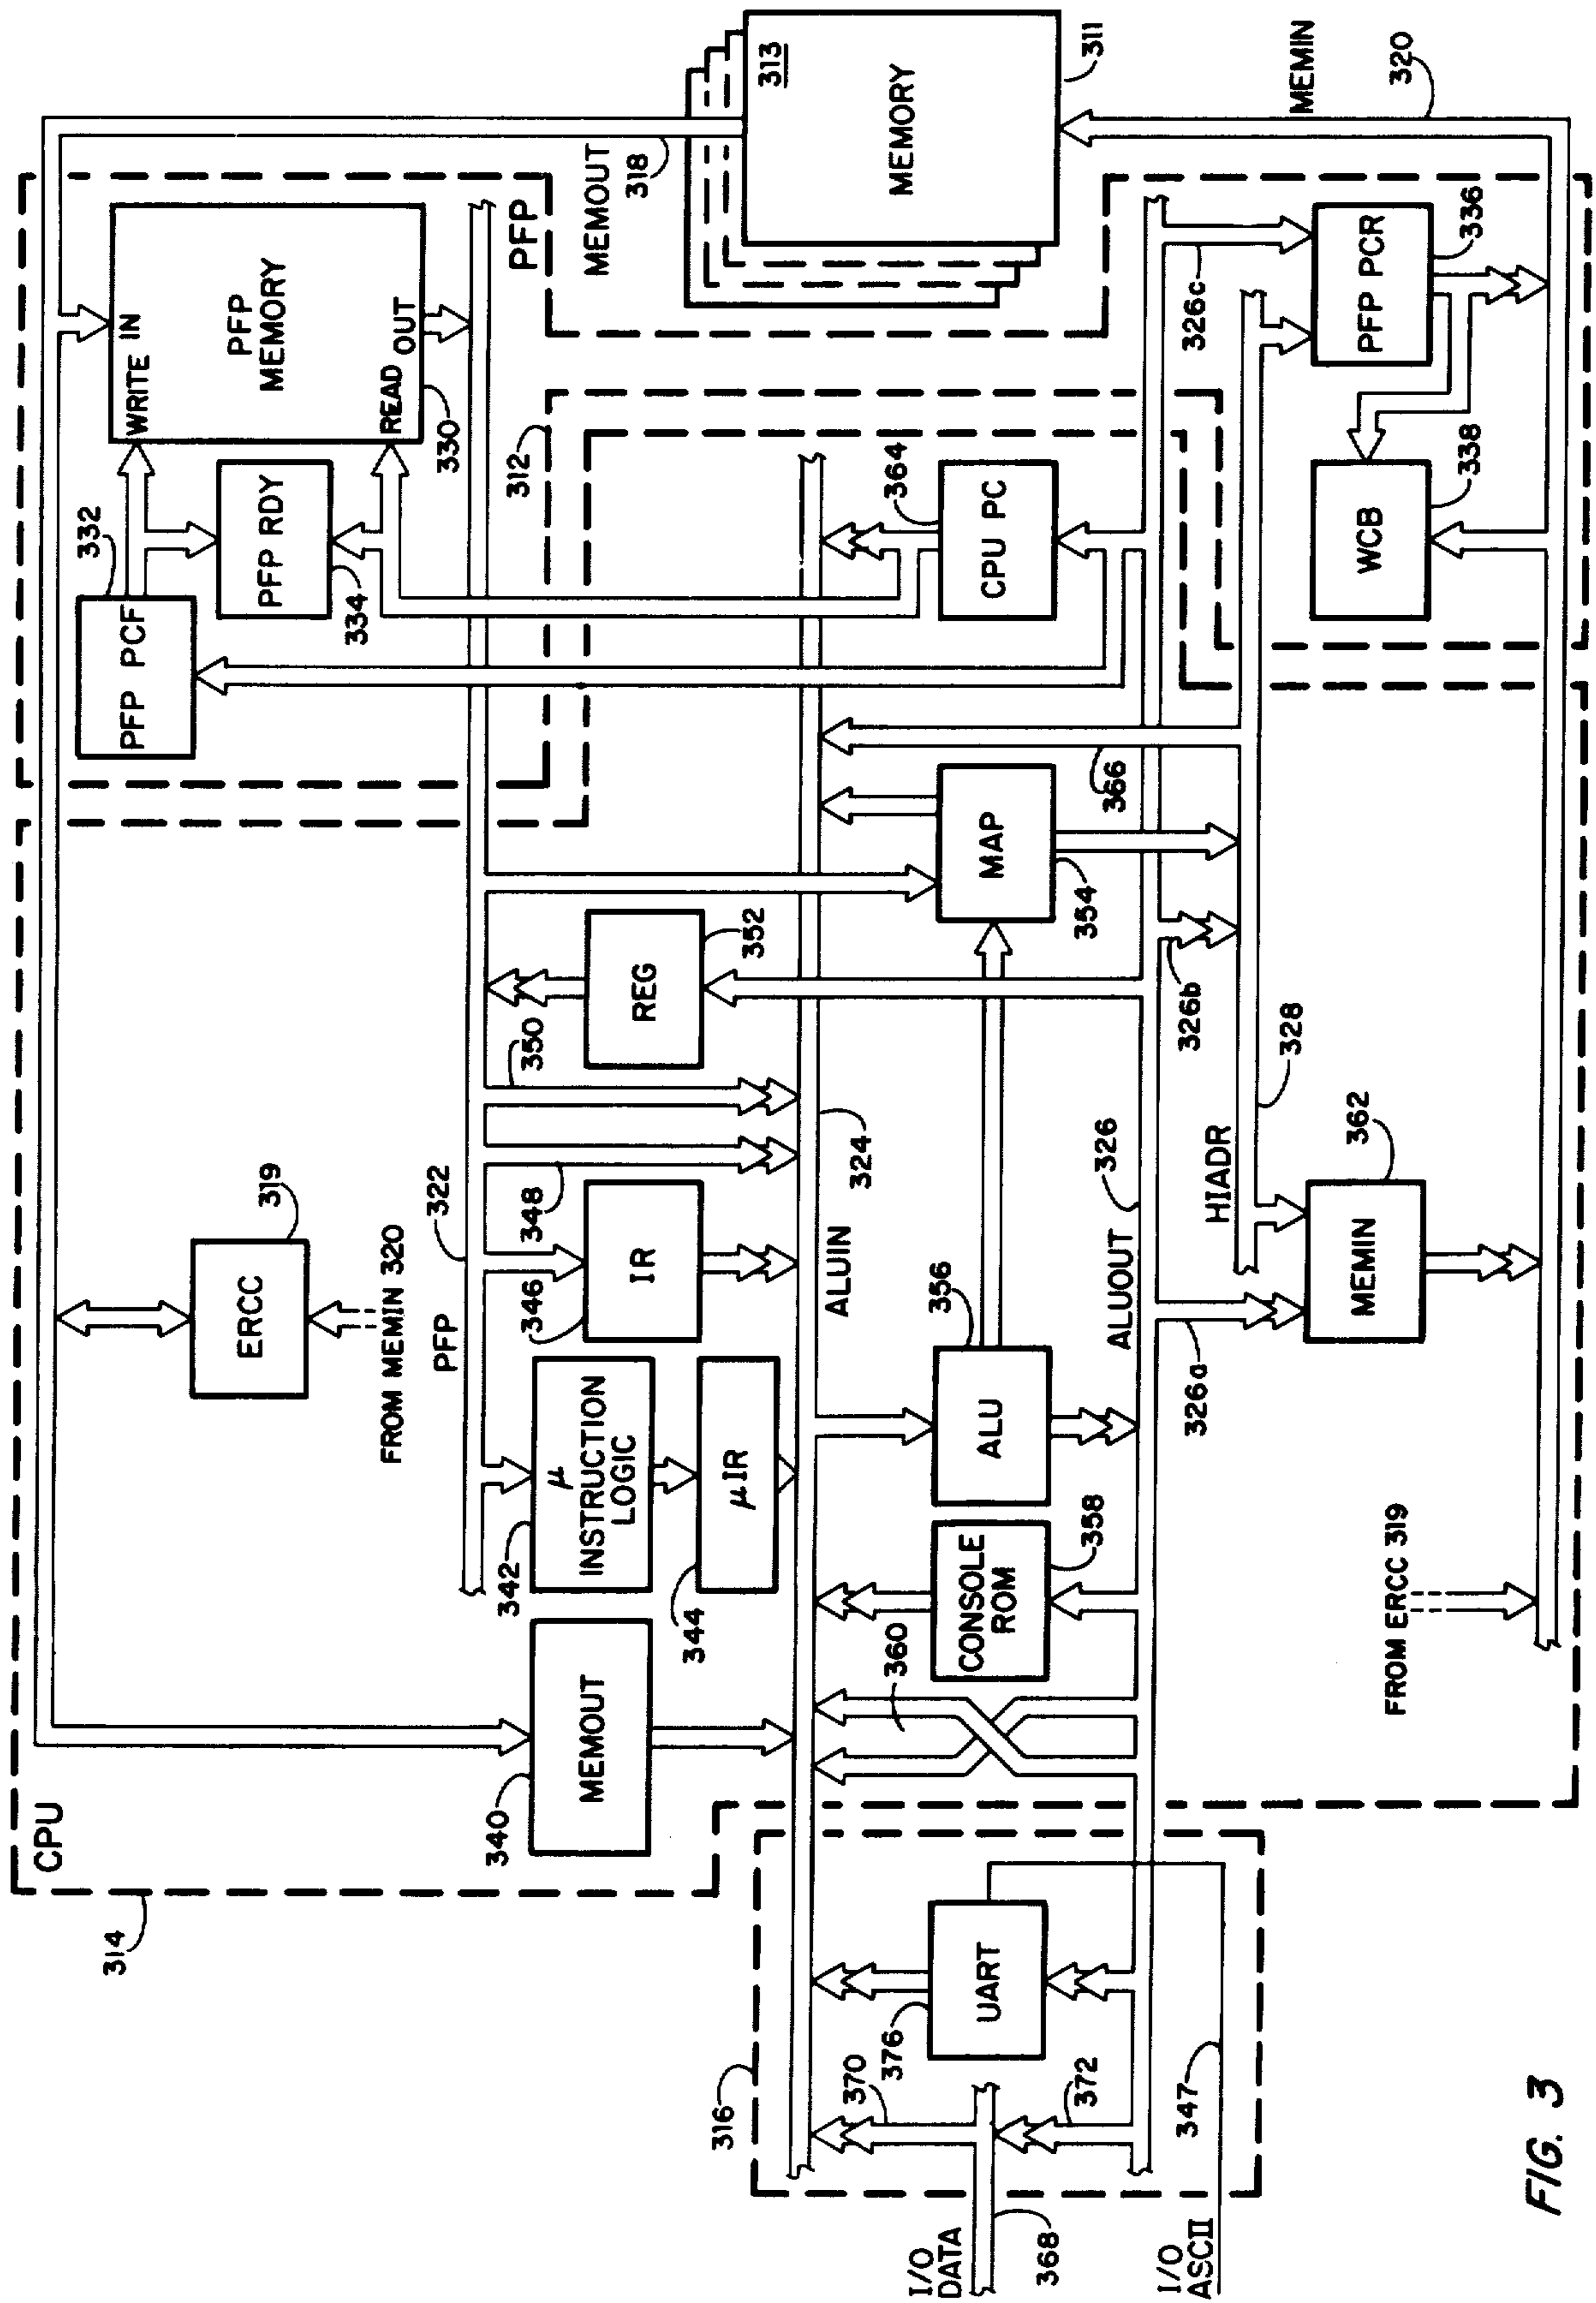 CPU
314
340
MEMOUT
342
μ
INSTRUCTION
LOGIC
344
μIR
ERCC
319
FROM MEMIN 320
PFP
322
346
IR
348
350
REG
352
PFP PCF
332
PFP RDY
334
WRITE IN
PFP
MEMORY
READ
OUT
330
312
PFP
MEMOUT
318
313
MEMORY
311
MEMIN
320
ALUIN
324
316
370
376
UART
372
347
I/O
DATA
368
I/O
ASCII
360
CONSOLE
ROM
358
ALU
356
MAP
354
366
CPU PC
364
ALUOUT
326
326a
326b
326c
HIADR
328
MEMIN
362
FROM ERCC 319
WCB
338
PFP PCR
336
FIG. 3